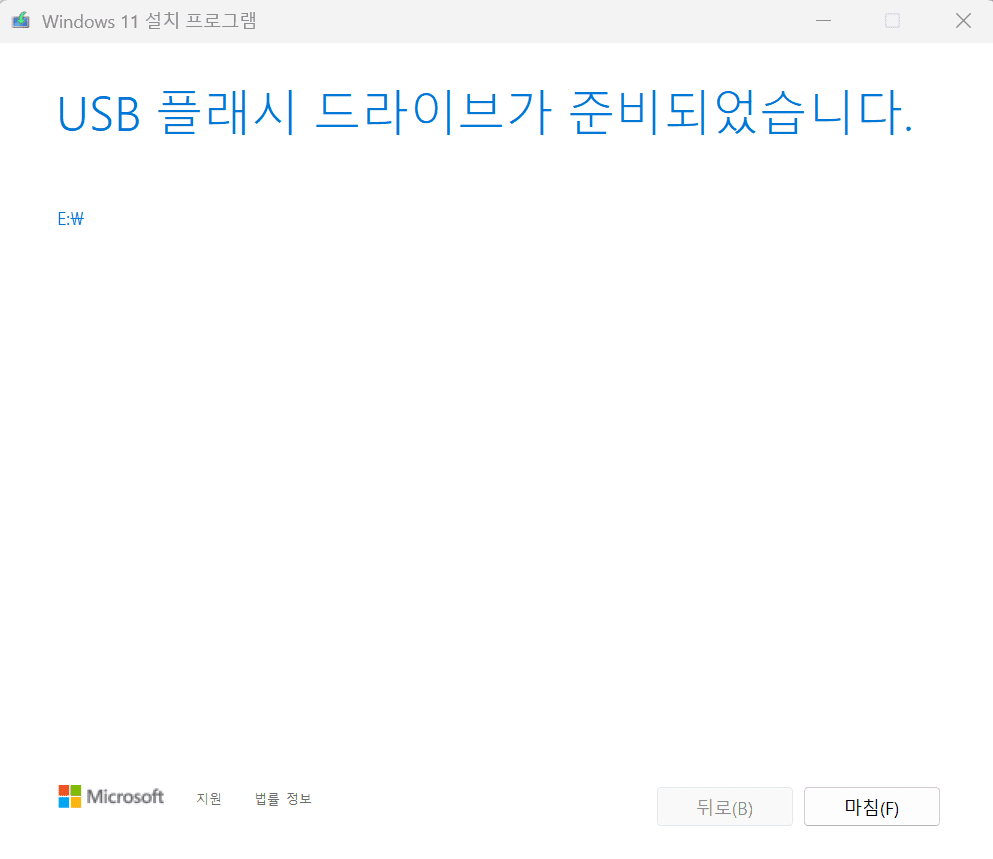 Windows 11 설치 프로그램
USB 플래시 드라이브가 준비되었습니다.
E:₩
Microsoft 지원 법률 정보
뒤로(B) 마침(F)